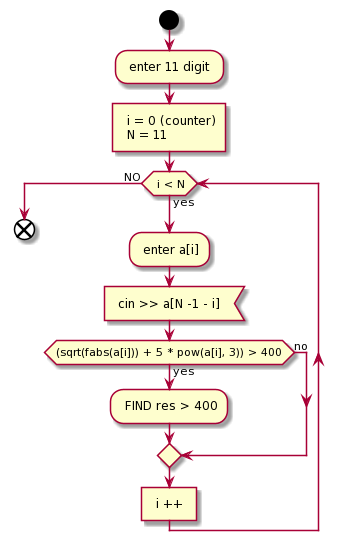 enter 11 digit
i = 0 (counter)
N = 11
NO
i < N
yes
enter a[i]
cin >> a[N -1 - i]
(sqrt(fabs(a[i])) + 5 * pow(a[i], 3)) > 400
no
yes
FIND res > 400
i ++